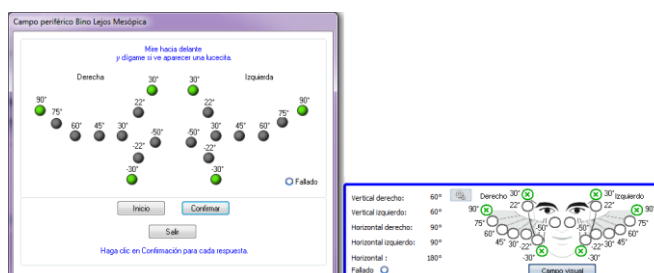 Campo periférico Bino Lejos Mesópica
Mire hacia delante
y dígame si ve aparecer una lucecita.
Derecha
Izquierda
30° 30°
90° 75° 22° 22° 75° 90°
60° 45° 30° -50° -50° 30° 45° 60°
-22° -22°
-30° -30°
Fallado
Inicio Confirmar
Salir
Haga clic en Confirmación para cada respuesta.
Vertical derecho: 60°
Vertical izquierdo: 60°
Horizontal derecho: 90°
Horizontal izquierdo: 90°
Horizontal : 180°
Fallado
Derecho 30° 30° Izquierdo
90° 22° 22° 90°
75° 75°
60° -50° -50° 60°
45° 30° -22° -22° 30° 45°
-30° -30°
Campo visual